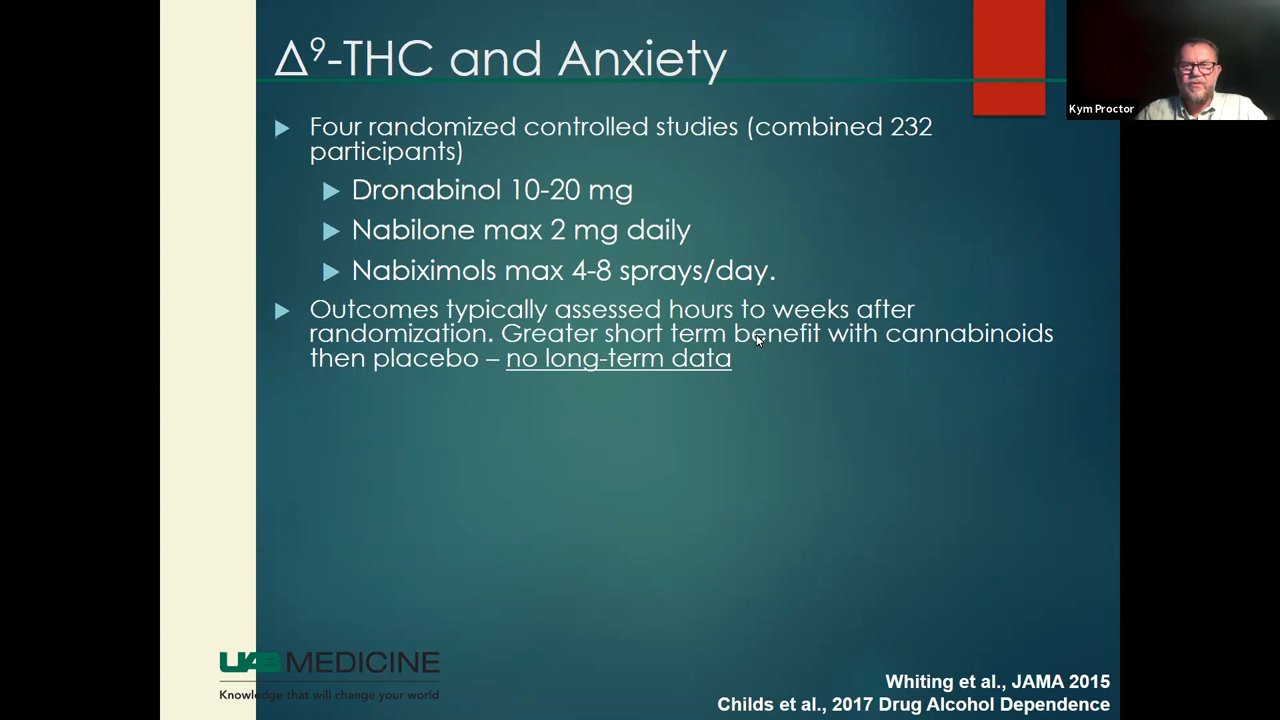 Δ⁹-THC and Anxiety
Kym Proctor
Four randomized controlled studies (combined 232
participants)
Dronabinol 10-20 mg
Nabilone max 2 mg daily
Nabiximols max 4-8 sprays/day.
Outcomes typically assessed hours to weeks after
randomization. Greater short term benefit with cannabinoids
then placebo – no long-term data
UAB MEDICINE
Knowledge that will change your world
Whiting et al., JAMA 2015
Childs et al., 2017 Drug Alcohol Dependence